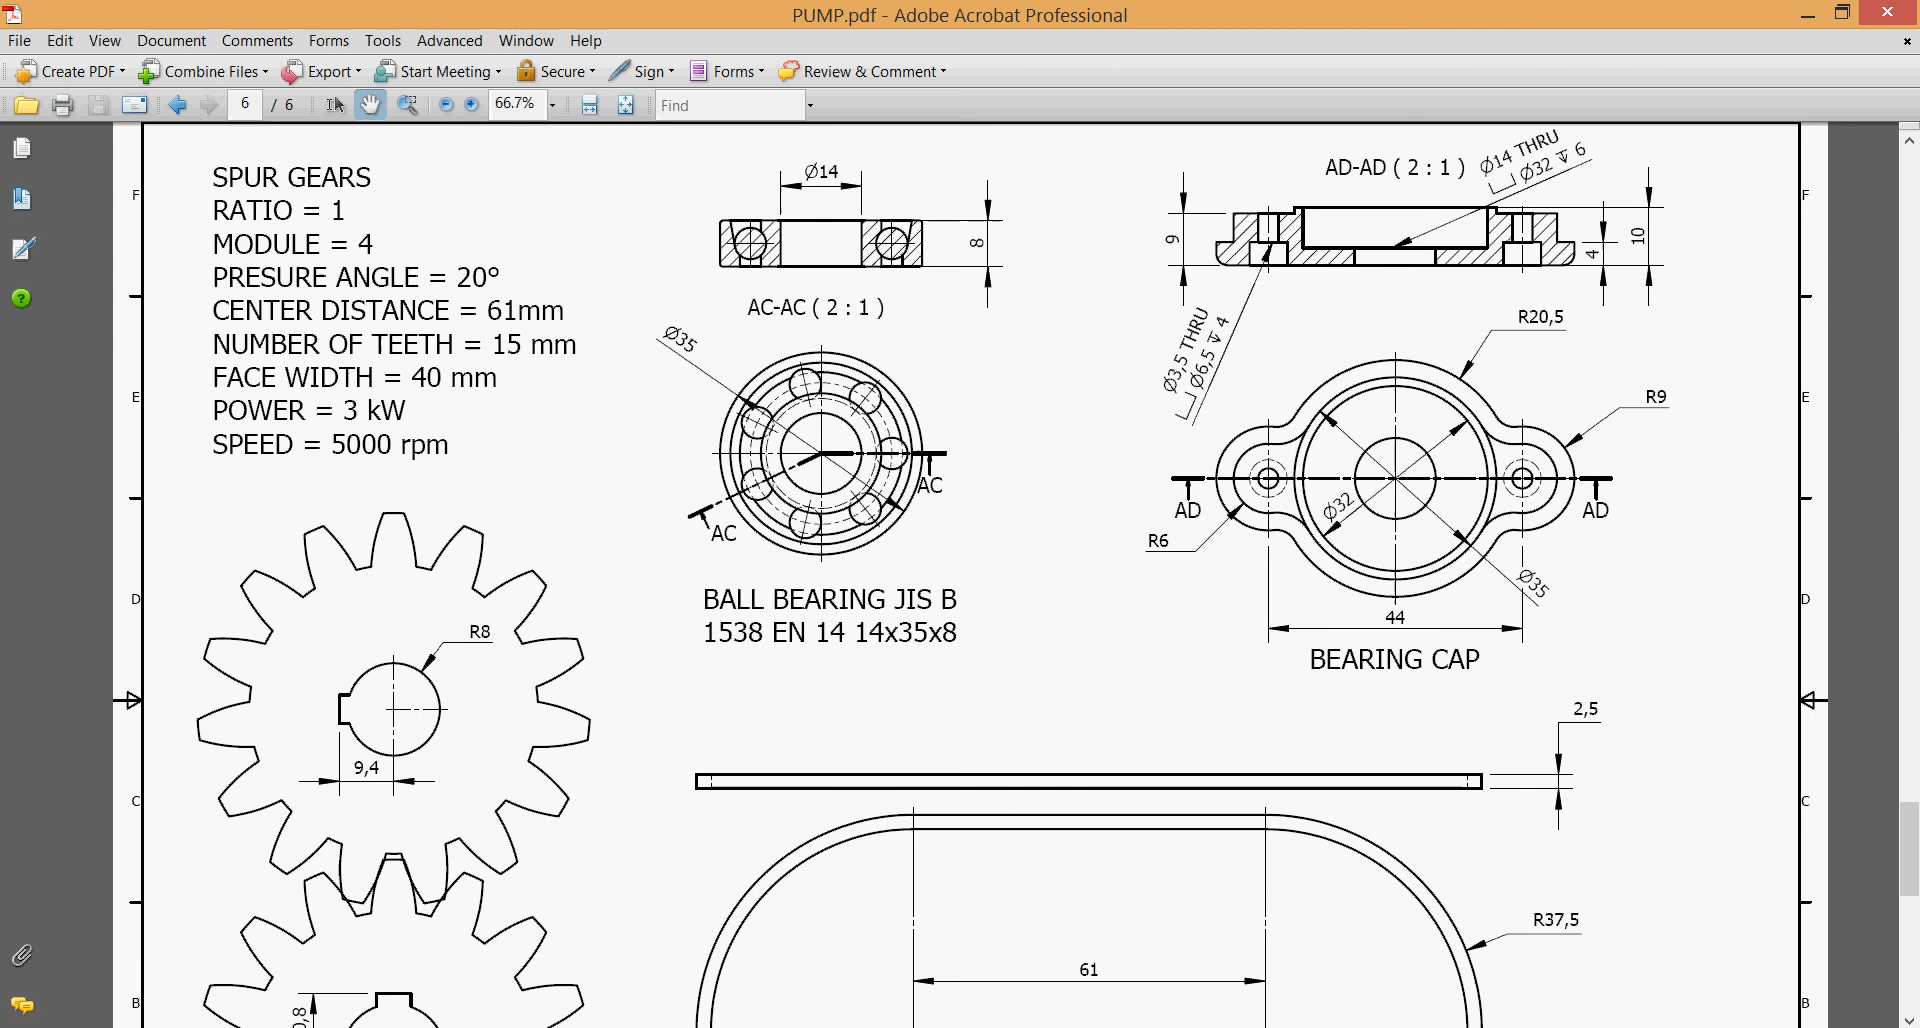 PUMP.pdf - Adobe Acrobat Professional
File Edit View Document Comments Forms Tools Advanced Window Help
Create PDF Combine Files Export Start Meeting Secure Sign Forms Review & Comment
6 / 6 66.7% Find
SPUR GEARS
RATIO = 1
MODULE = 4
PRESURE ANGLE = 20°
CENTER DISTANCE = 61mm
NUMBER OF TEETH = 15 mm
FACE WIDTH = 40 mm
POWER = 3 kW
SPEED = 5000 rpm
Ø14
8
AC-AC ( 2 : 1 )
Ø35
AC
AC
BALL BEARING JIS B
1538 EN 14 14x35x8
AD-AD ( 2 : 1 )
Ø14 THRU
⌴ Ø32 ↧ 6
9
4
10
Ø3,5 THRU
⌴ Ø6,5 ↧ 4
R20,5
R9
AD
AD
Ø32
R6
Ø35
44
BEARING CAP
R8
9,4
2,5
R37,5
61
0,8
F
E
D
C
B
F
E
D
C
B